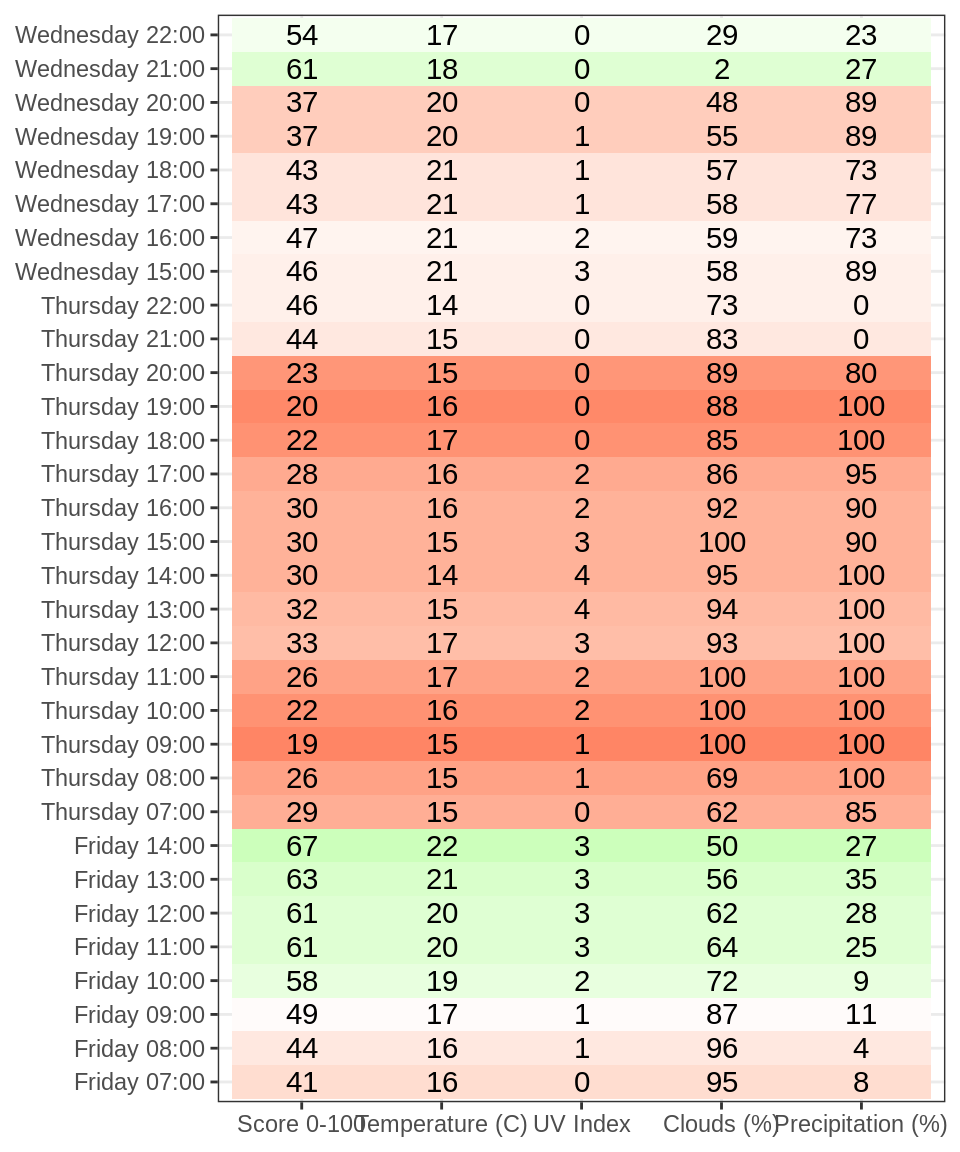 Wednesday 22:00 54 17 0 29 23
Wednesday 21:00 61 18 0 2 27
Wednesday 20:00 37 20 0 48 89
Wednesday 19:00 37 20 1 55 89
Wednesday 18:00 43 21 1 57 73
Wednesday 17:00 43 21 1 58 77
Wednesday 16:00 47 21 2 59 73
Wednesday 15:00 46 21 3 58 89
Thursday 22:00 46 14 0 73 0
Thursday 21:00 44 15 0 83 0
Thursday 20:00 23 15 0 89 80
Thursday 19:00 20 16 0 88 100
Thursday 18:00 22 17 0 85 100
Thursday 17:00 28 16 2 86 95
Thursday 16:00 30 16 2 92 90
Thursday 15:00 30 15 3 100 90
Thursday 14:00 30 14 4 95 100
Thursday 13:00 32 15 4 94 100
Thursday 12:00 33 17 3 93 100
Thursday 11:00 26 17 2 100 100
Thursday 10:00 22 16 2 100 100
Thursday 09:00 19 15 1 100 100
Thursday 08:00 26 15 1 69 100
Thursday 07:00 29 15 0 62 85
Friday 14:00 67 22 3 50 27
Friday 13:00 63 21 3 56 35
Friday 12:00 61 20 3 62 28
Friday 11:00 61 20 3 64 25
Friday 10:00 58 19 2 72 9
Friday 09:00 49 17 1 87 11
Friday 08:00 44 16 1 96 4
Friday 07:00 41 16 0 95 8
Score 0-100 Temperature (C) UV Index Clouds (%) Precipitation (%)